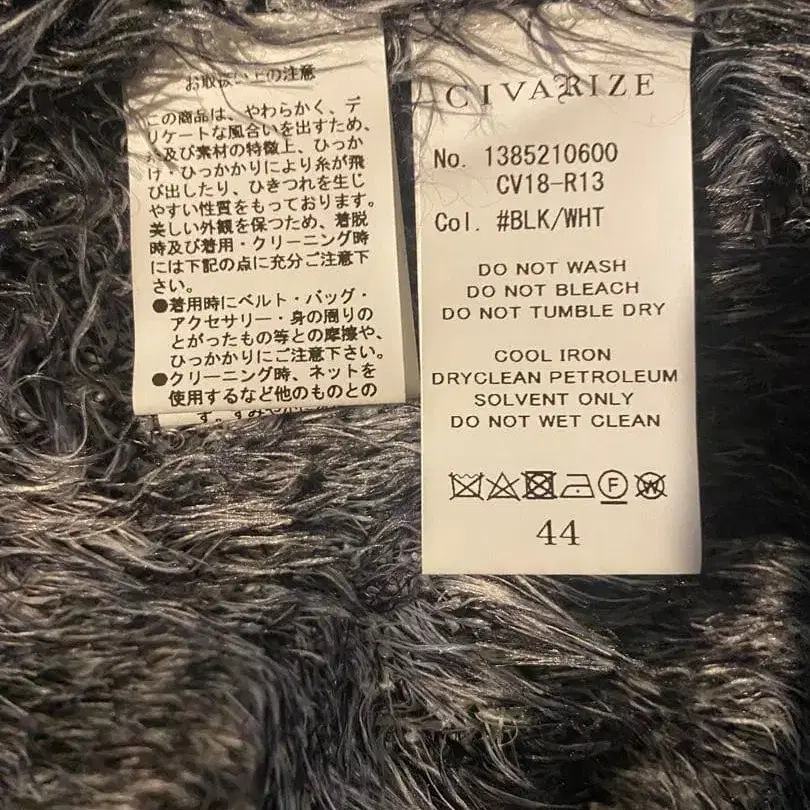 お取扱い上の注意
この商品は、やわらかく、デ
リケートな風合いを出すため、
糸及び素材の特徴上、ひっか
け・ひっかかりにより糸が飛
び出したり、ひきつれを生じ
やすい性質をもっております。
美しい外観を保つため、着脱
時及び着用・クリーニング時
には下記の点に充分ご注意下
さい。
●着用時にベルト・バッグ・
アクセサリー・身の周りの
とがったもの等との摩擦や、
ひっかかりにご注意下さい。
●クリーニング時、ネットを
使用するなど他のものとの
CIVARIZE
No. 1385210600
CV18-R13
Col. #BLK/WHT
DO NOT WASH
DO NOT BLEACH
DO NOT TUMBLE DRY
COOL IRON
DRYCLEAN PETROLEUM
SOLVENT ONLY
DO NOT WET CLEAN
F W
44